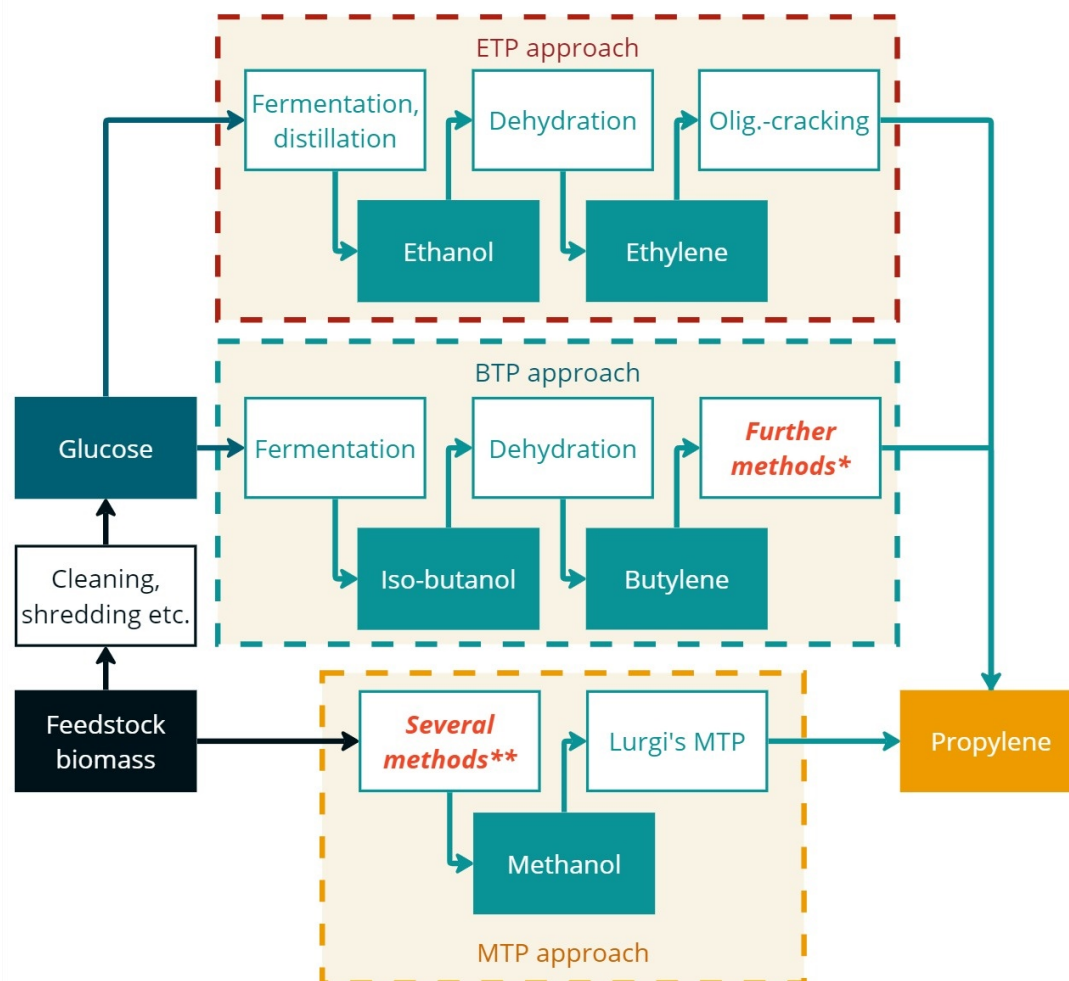 ETP approach
Fermentation,
distillation
Dehydration
Olig.-cracking
Ethanol
Ethylene
BTP approach
Glucose
Fermentation
Dehydration
Further
methods*
Iso-butanol
Butylene
Cleaning,
shredding etc.
Feedstock
biomass
Several
methods**
Lurgi's MTP
Propylene
Methanol
MTP approach